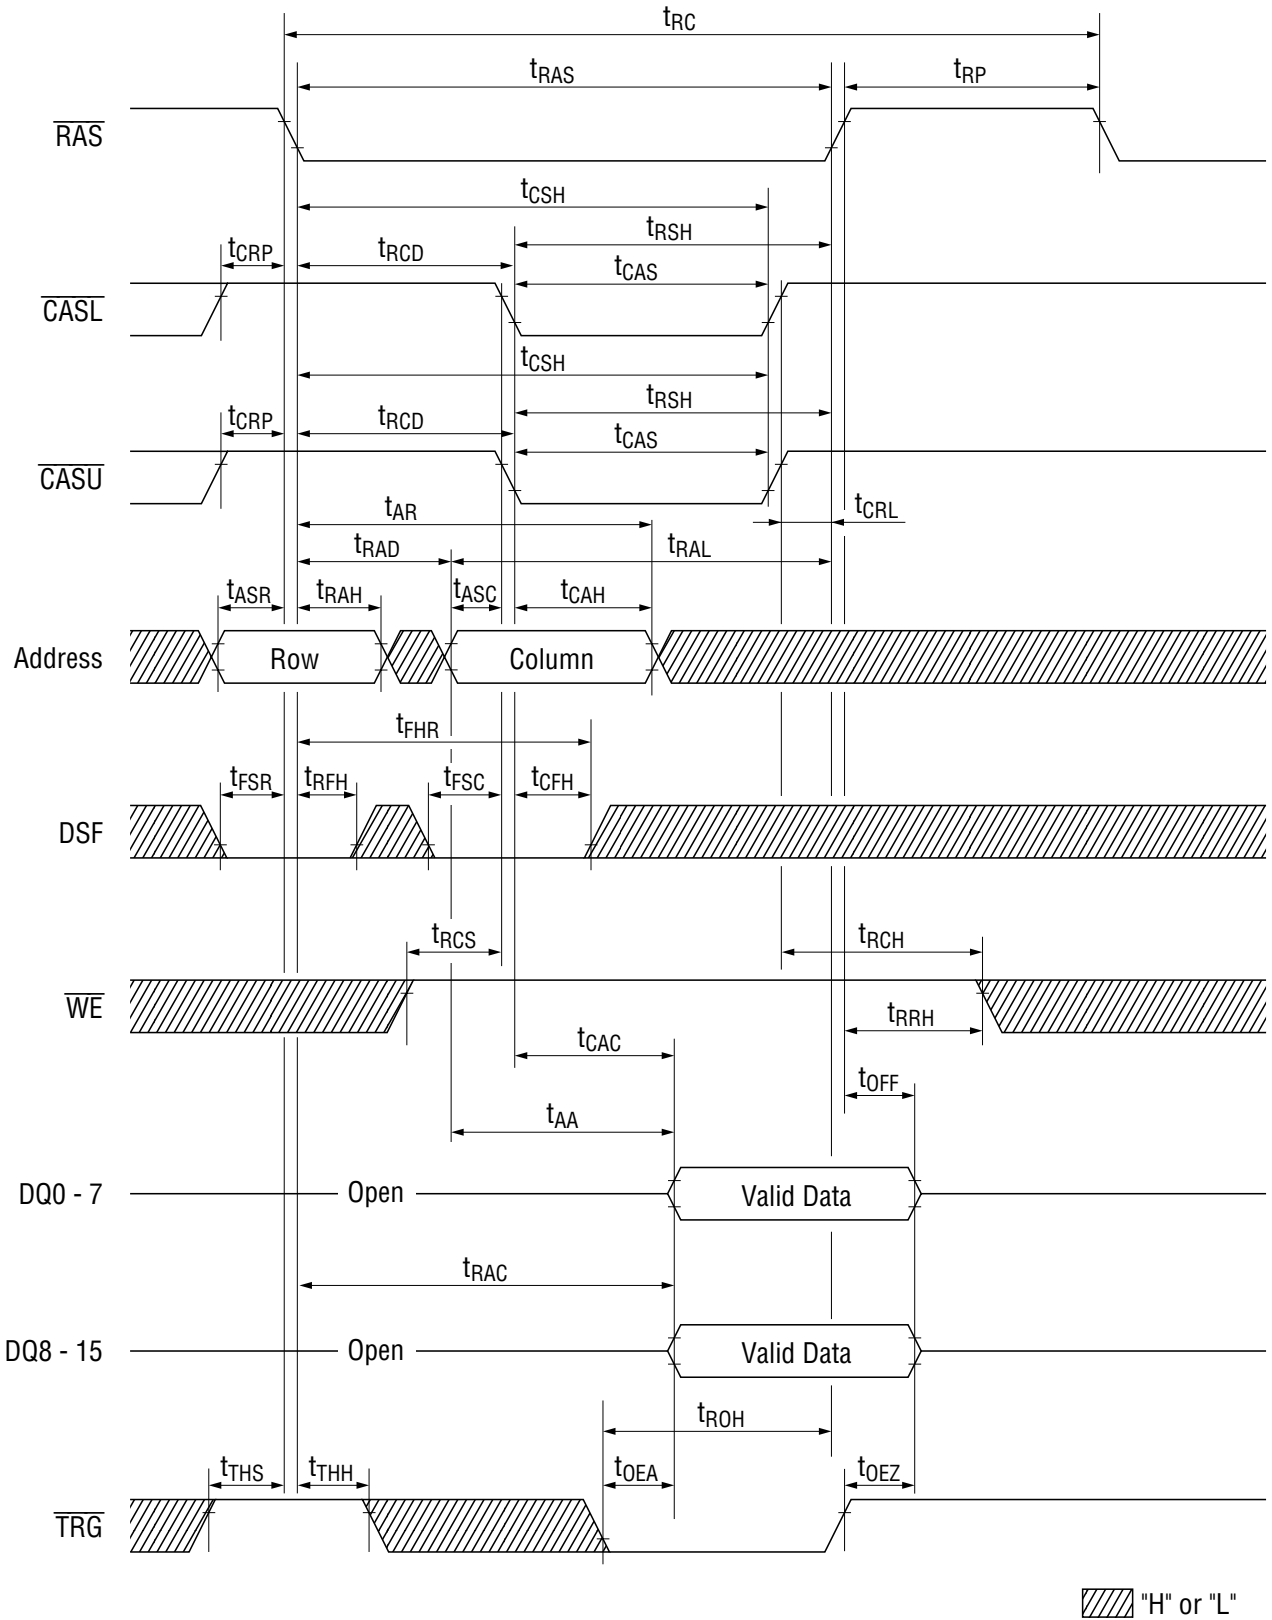 tRC
tRAS
tRP
RAS
tCSH
tRSH
tCRP
tRCD
tCAS
CASL
tCSH
tRSH
tCRP
tRCD
tCAS
CASU
tAR
tCRL
tRAD
tRAL
tASR
tRAH
tASC
tCAH
Address
Row
Column
tFHR
tFSR
tRFH
tFSC
tCFH
DSF
tRCS
tRCH
WE
tRRH
tCAC
tOFF
tAA
DQ0 - 7
Open
Valid Data
tRAC
DQ8 - 15
Open
Valid Data
tROH
tTHS
tTHH
tOEA
tOEZ
TRG
"H" or "L"